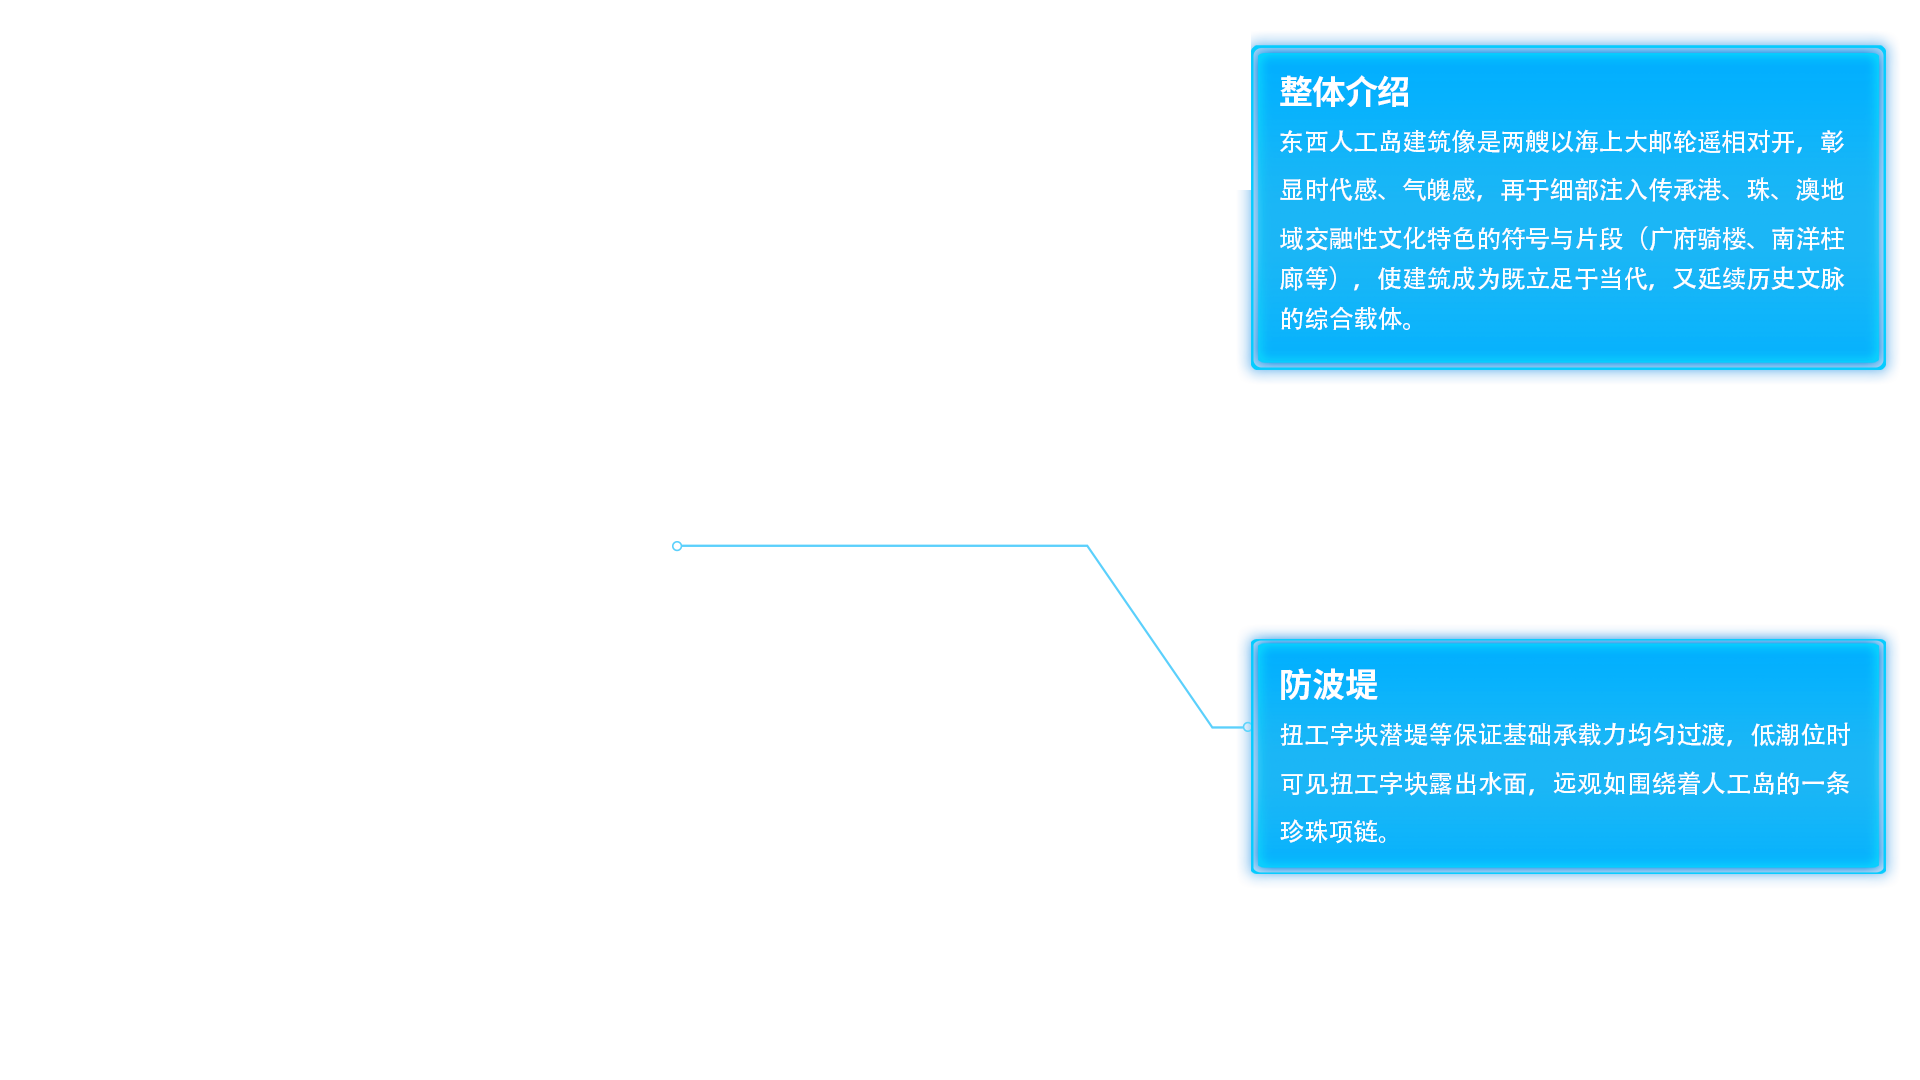 整体介绍
东西人工岛建筑像是两艘以海上大邮轮遥相对开，彰
显时代感、气魄感，再于细部注入传承港、珠、澳地
域交融性文化特色的符号与片段（广府骑楼、南洋柱
廊等），使建筑成为既立足于当代，又延续历史文脉
的综合载体。
防波堤
扭工字块潜堤等保证基础承载力均匀过渡，低潮位时
可见扭工字块露出水面，远观如围绕着人工岛的一条
珍珠项链。